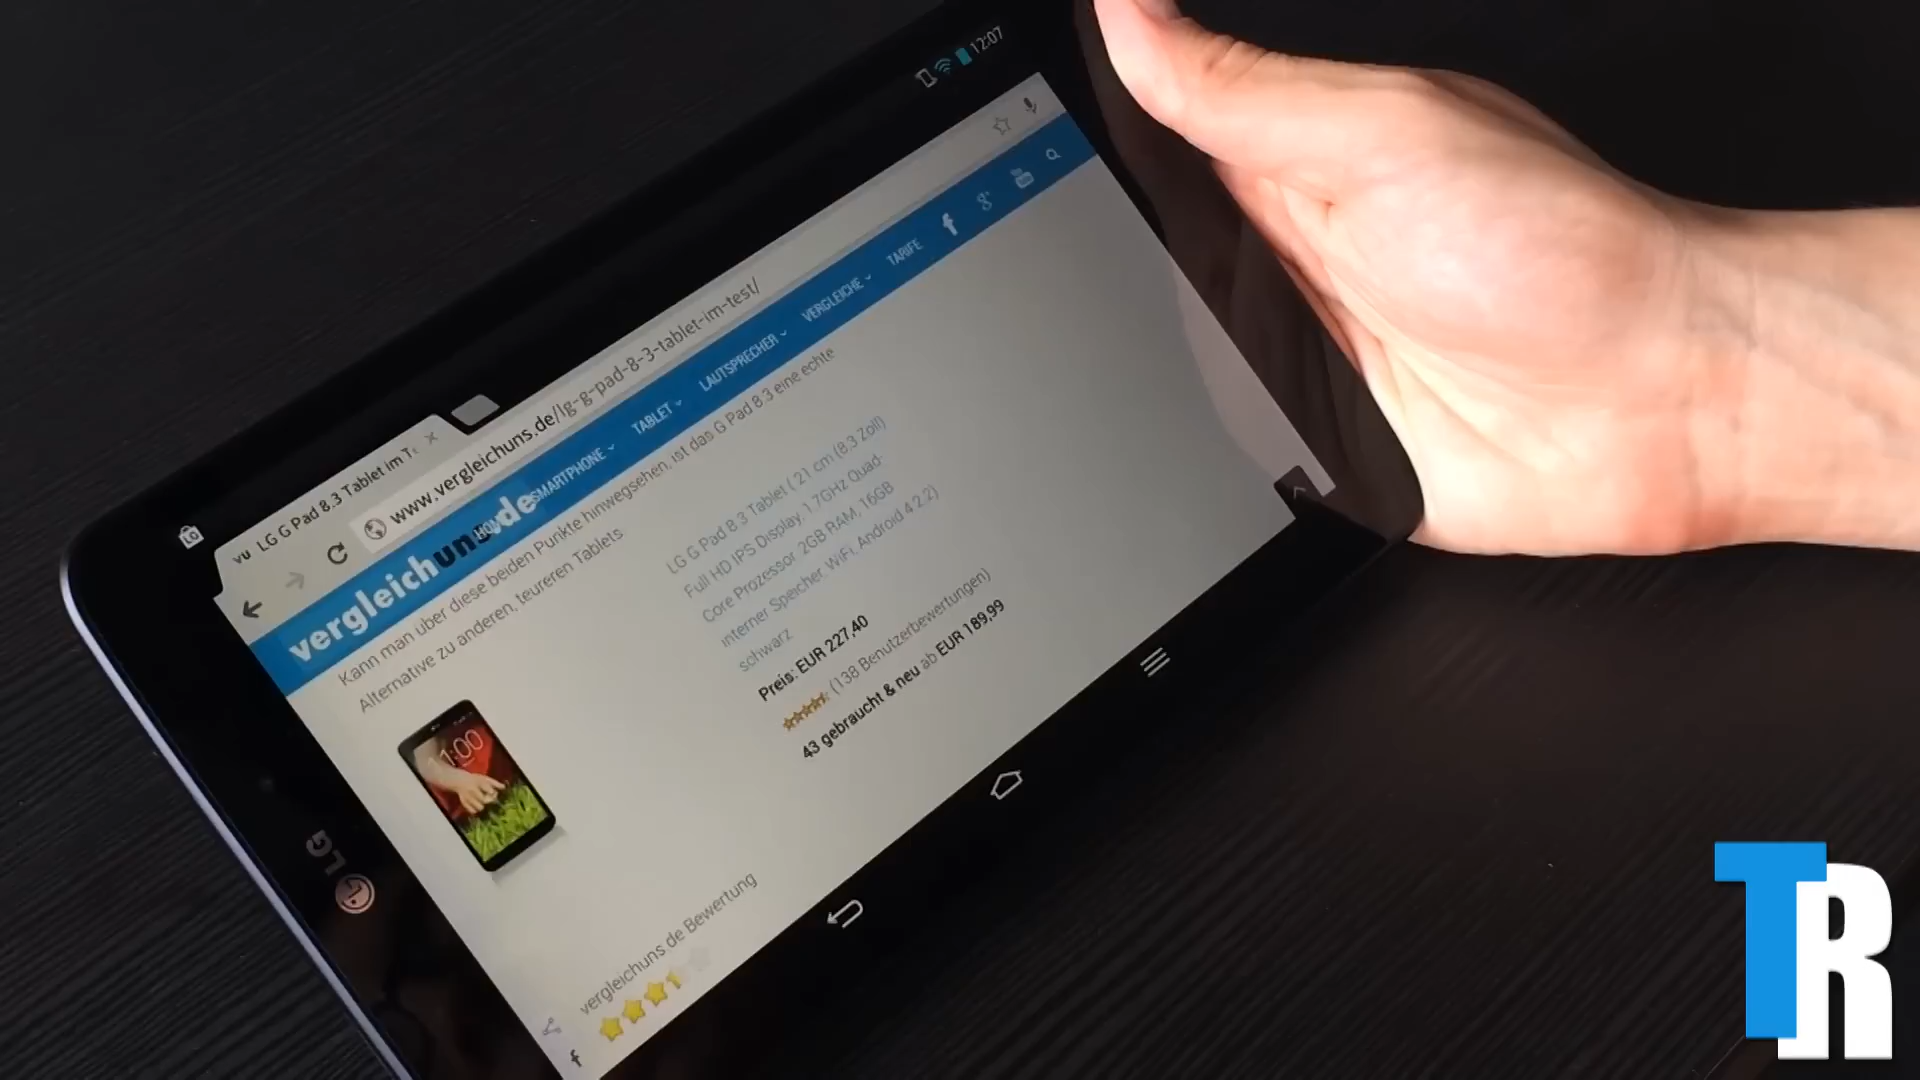 12:07
LG
vu LG G Pad 8.3 Tablet im Te
www.vergleichuns.de/lg-g-pad-8-3-tablet-im-test/
vergleichuns.de
SMARTPHONE TABLET LAUTSPRECHER VERGLEICHE TARIFE
Kann man über diese beiden Punkte hinwegsehen, ist das G Pad 8.3 eine echte
Alternative zu anderen, teureren Tablets
LG G Pad 8.3 Tablet (21 cm (8.3 Zoll)
Full HD IPS Display, 1,7GHz Quad-
Core Prozessor, 2GB RAM, 16GB
interner Speicher, WiFi, Android 4.2.2)
schwarz
Preis: EUR 227,40
(138 Benutzerbewertungen)
43 gebraucht & neu ab EUR 189,99
1:00
vergleichuns.de Bewertung
LG
TR